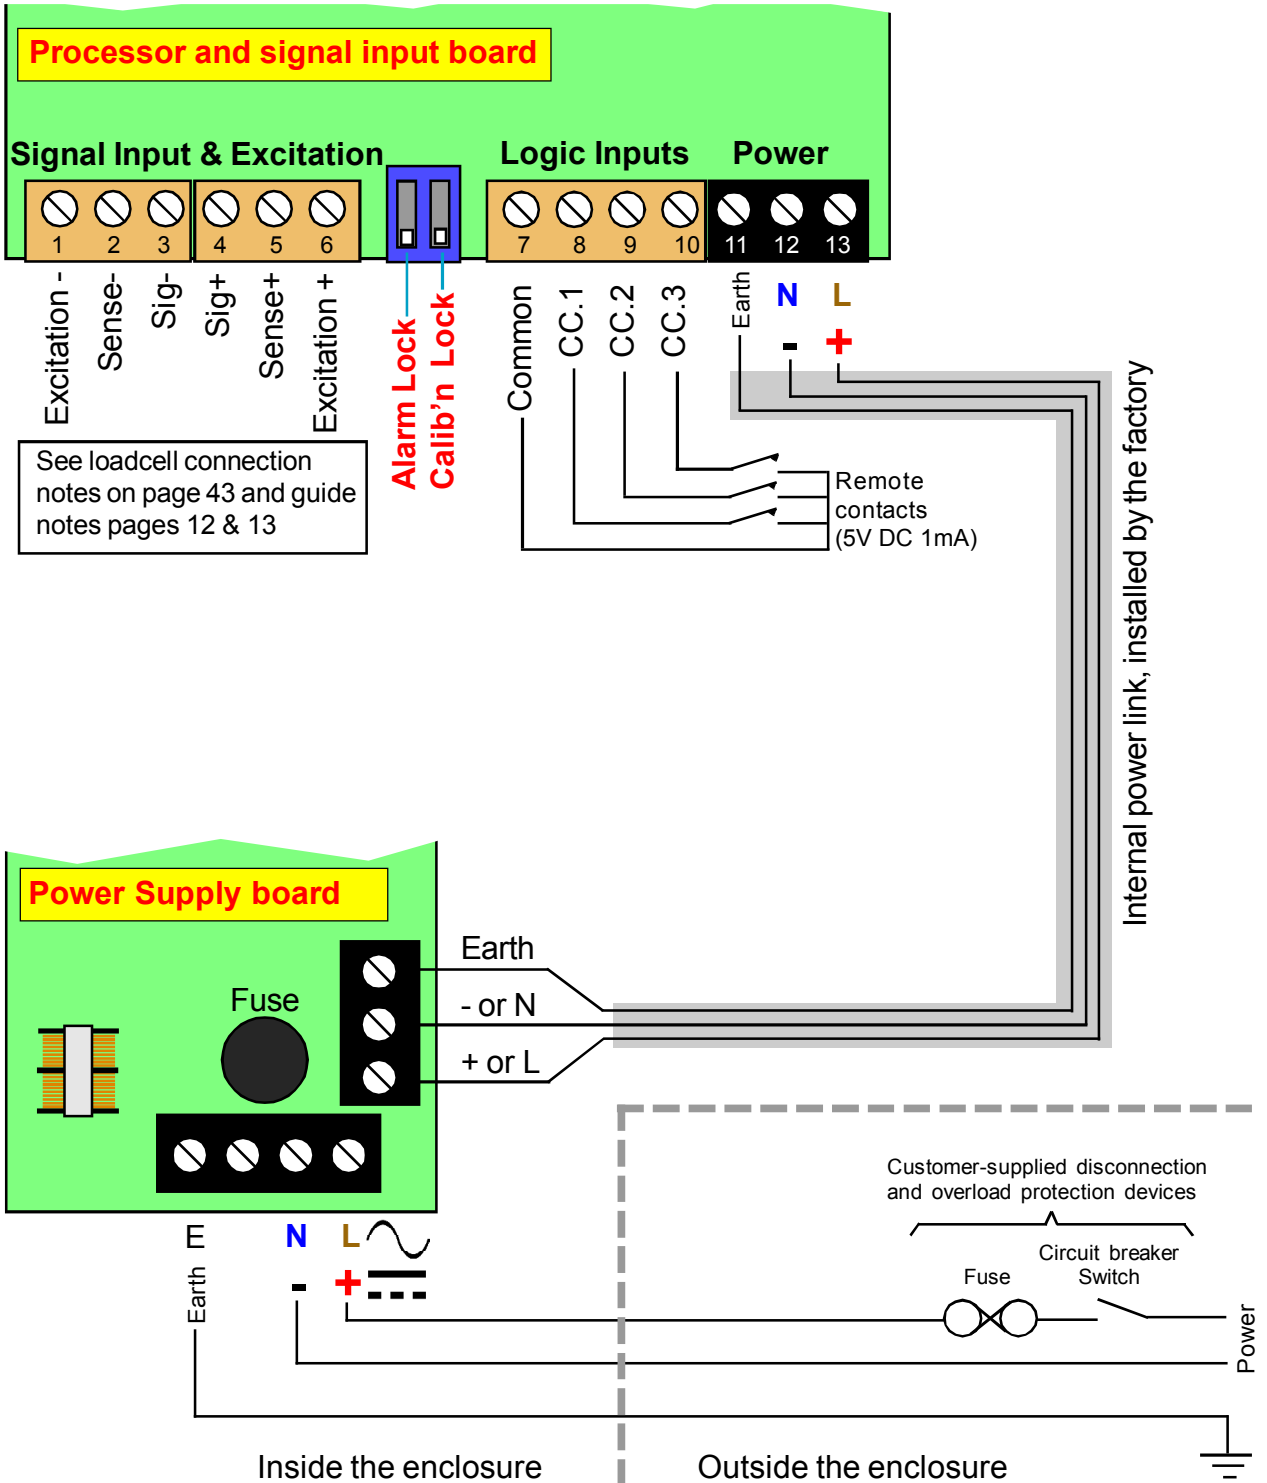 Processor and signal input board
Signal Input & Excitation
Logic Inputs
Power
1 2 3 4 5 6
7 8 9 10 11 12 13
Excitation -
Sense-
Sig-
Sig+
Sense+
Excitation +
Alarm Lock
Calib'n Lock
Common
CC.1
CC.2
CC.3
Earth
N
L
-
+
See loadcell connection
notes on page 43 and guide
notes pages 12 & 13
Remote
contacts
(5V DC 1mA)
Internal power link, installed by the factory
Power Supply board
Fuse
Earth
- or N
+ or L
E
N
L
Earth
-
+
Customer-supplied disconnection
and overload protection devices
Fuse
Circuit breaker
Switch
Power
Inside the enclosure
Outside the enclosure